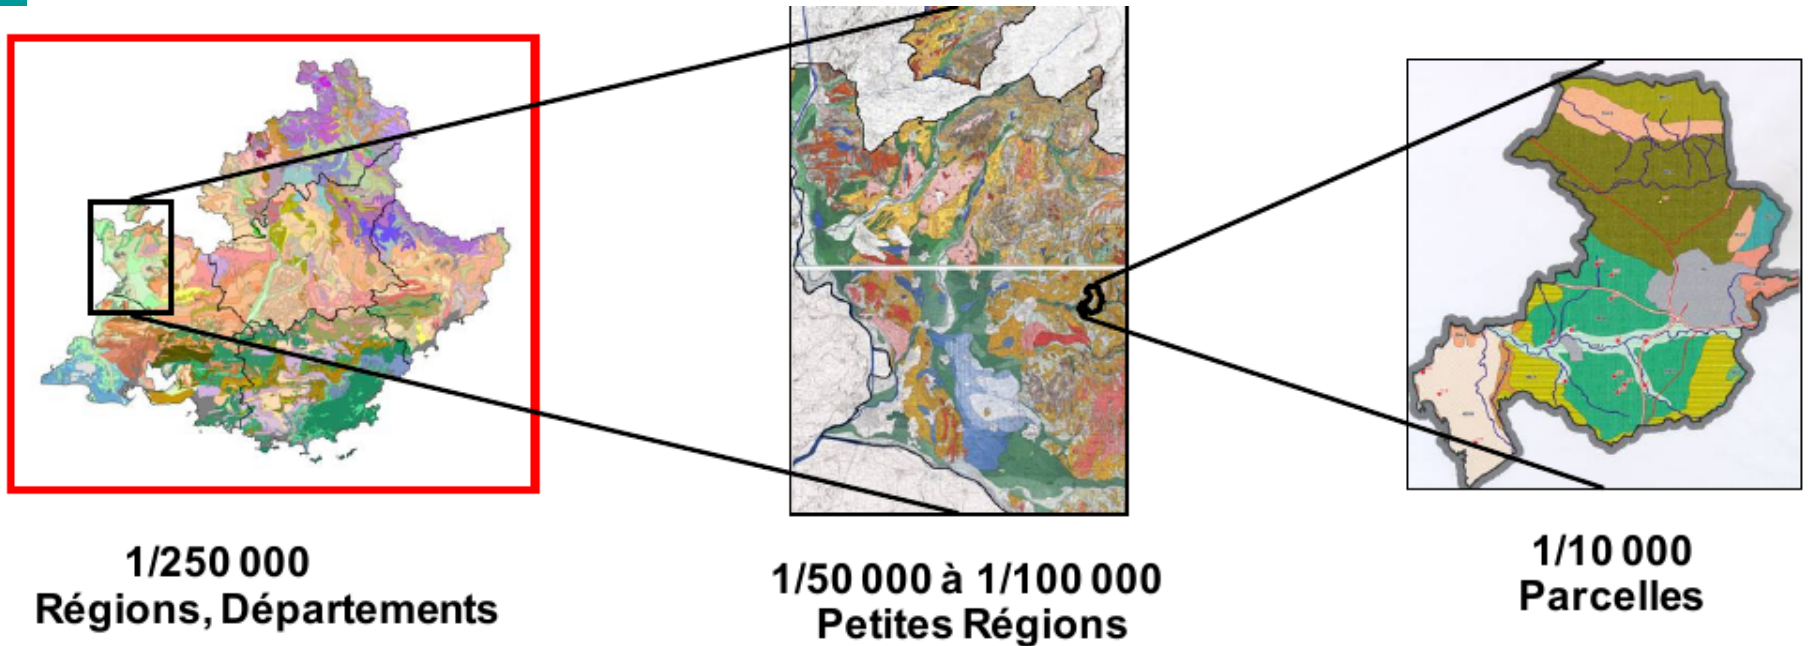 1/250 000
Régions, Départements
1/50 000 à 1/100 000
Petites Régions
1/10 000
Parcelles